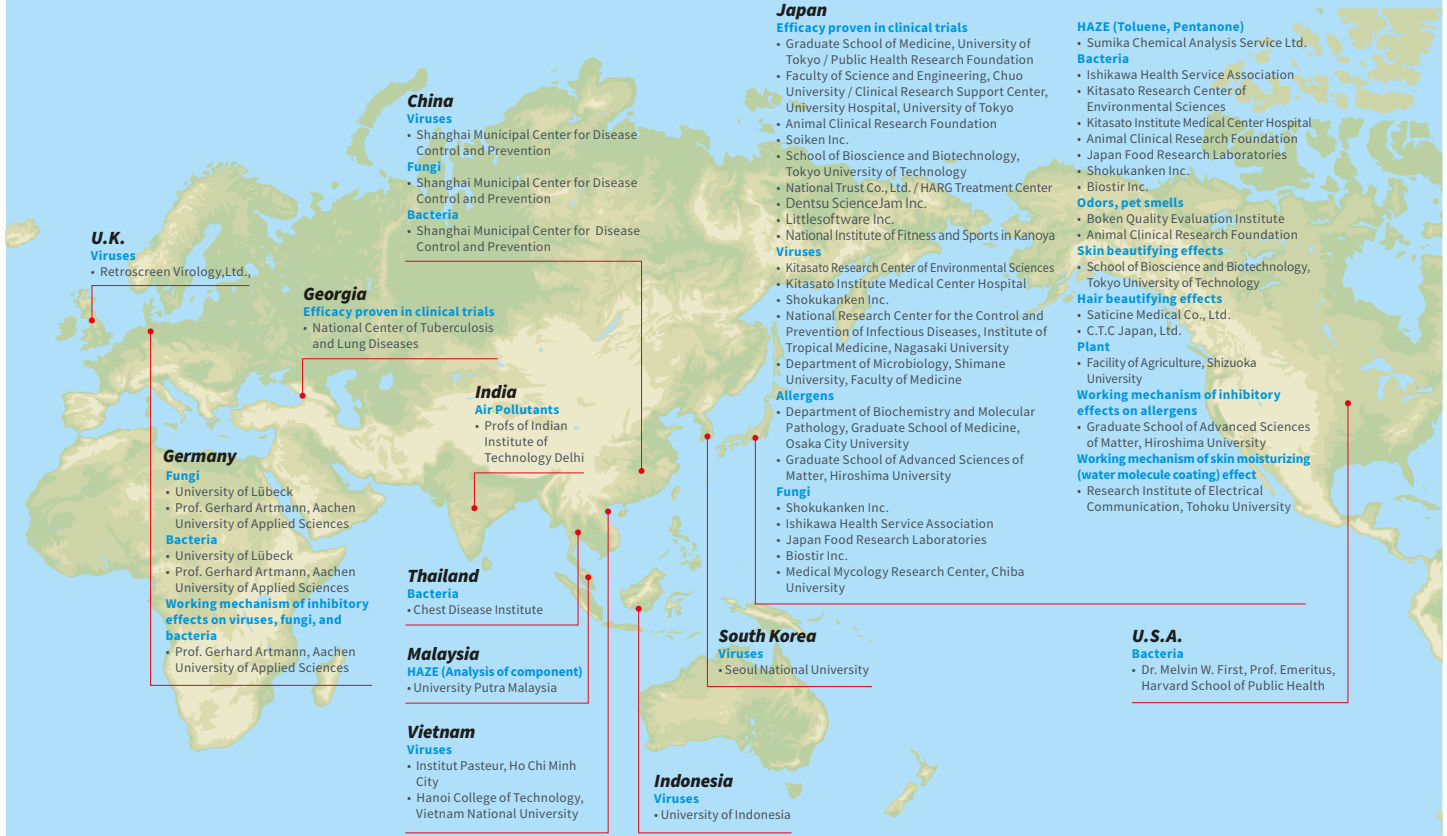 Japan
Efficacy proven in clinical trials
• Graduate School of Medicine, University of
Tokyo / Public Health Research Foundation
• Faculty of Science and Engineering, Chuo
University / Clinical Research Support Center,
University Hospital, University of Tokyo
• Animal Clinical Research Foundation
• Soiken Inc.
• School of Bioscience and Biotechnology,
Tokyo University of Technology
• National Trust Co., Ltd. / HARG Treatment Center
• Dentsu ScienceJam Inc.
• Littlesoftware Inc.
• National Institute of Fitness and Sports in Kanoya
Viruses
• Kitasato Research Center of Environmental Sciences
• Kitasato Institute Medical Center Hospital
• Shokukanken Inc.
• National Research Center for the Control and
Prevention of Infectious Diseases, Institute of
Tropical Medicine, Nagasaki University
• Department of Microbiology, Shimane
University, Faculty of Medicine
Allergens
• Department of Biochemistry and Molecular
Pathology, Graduate School of Medicine,
Osaka City University
• Graduate School of Advanced Sciences of
Matter, Hiroshima University
Fungi
• Shokukanken Inc.
• Ishikawa Health Service Association
• Japan Food Research Laboratories
• Biostir Inc.
• Medical Mycology Research Center, Chiba
University
HAZE (Toluene, Pentanone)
• Sumika Chemical Analysis Service Ltd.
Bacteria
• Ishikawa Health Service Association
• Kitasato Research Center of
Environmental Sciences
• Kitasato Institute Medical Center Hospital
• Animal Clinical Research Foundation
• Japan Food Research Laboratories
• Shokukanken Inc.
• Biostir Inc.
Odors, pet smells
• Boken Quality Evaluation Institute
• Animal Clinical Research Foundation
Skin beautifying effects
• School of Bioscience and Biotechnology,
Tokyo University of Technology
Hair beautifying effects
• Saticine Medical Co., Ltd.
• C.T.C Japan, Ltd.
Plant
• Facility of Agriculture, Shizuoka
University
Working mechanism of inhibitory
effects on allergens
• Graduate School of Advanced Sciences
of Matter, Hiroshima University
Working mechanism of skin moisturizing
(water molecule coating) effect
• Research Institute of Electrical
Communication, Tohoku University
China
Viruses
• Shanghai Municipal Center for Disease
Control and Prevention
Fungi
• Shanghai Municipal Center for Disease
Control and Prevention
Bacteria
• Shanghai Municipal Center for Disease
Control and Prevention
U.K.
Viruses
• Retroscreen Virology,Ltd.,
Georgia
Efficacy proven in clinical trials
• National Center of Tuberculosis
and Lung Diseases
India
Air Pollutants
• Profs of Indian
Institute of
Technology Delhi
Germany
Fungi
• University of Lübeck
• Prof. Gerhard Artmann, Aachen
University of Applied Sciences
Bacteria
• University of Lübeck
• Prof. Gerhard Artmann, Aachen
University of Applied Sciences
Working mechanism of inhibitory
effects on viruses, fungi, and
bacteria
• Prof. Gerhard Artmann, Aachen
University of Applied Sciences
Thailand
Bacteria
• Chest Disease Institute
Malaysia
HAZE (Analysis of component)
• University Putra Malaysia
Vietnam
Viruses
• Institut Pasteur, Ho Chi Minh
City
• Hanoi College of Technology,
Vietnam National University
Indonesia
Viruses
• University of Indonesia
South Korea
Viruses
• Seoul National University
U.S.A.
Bacteria
• Dr. Melvin W. First, Prof. Emeritus,
Harvard School of Public Health